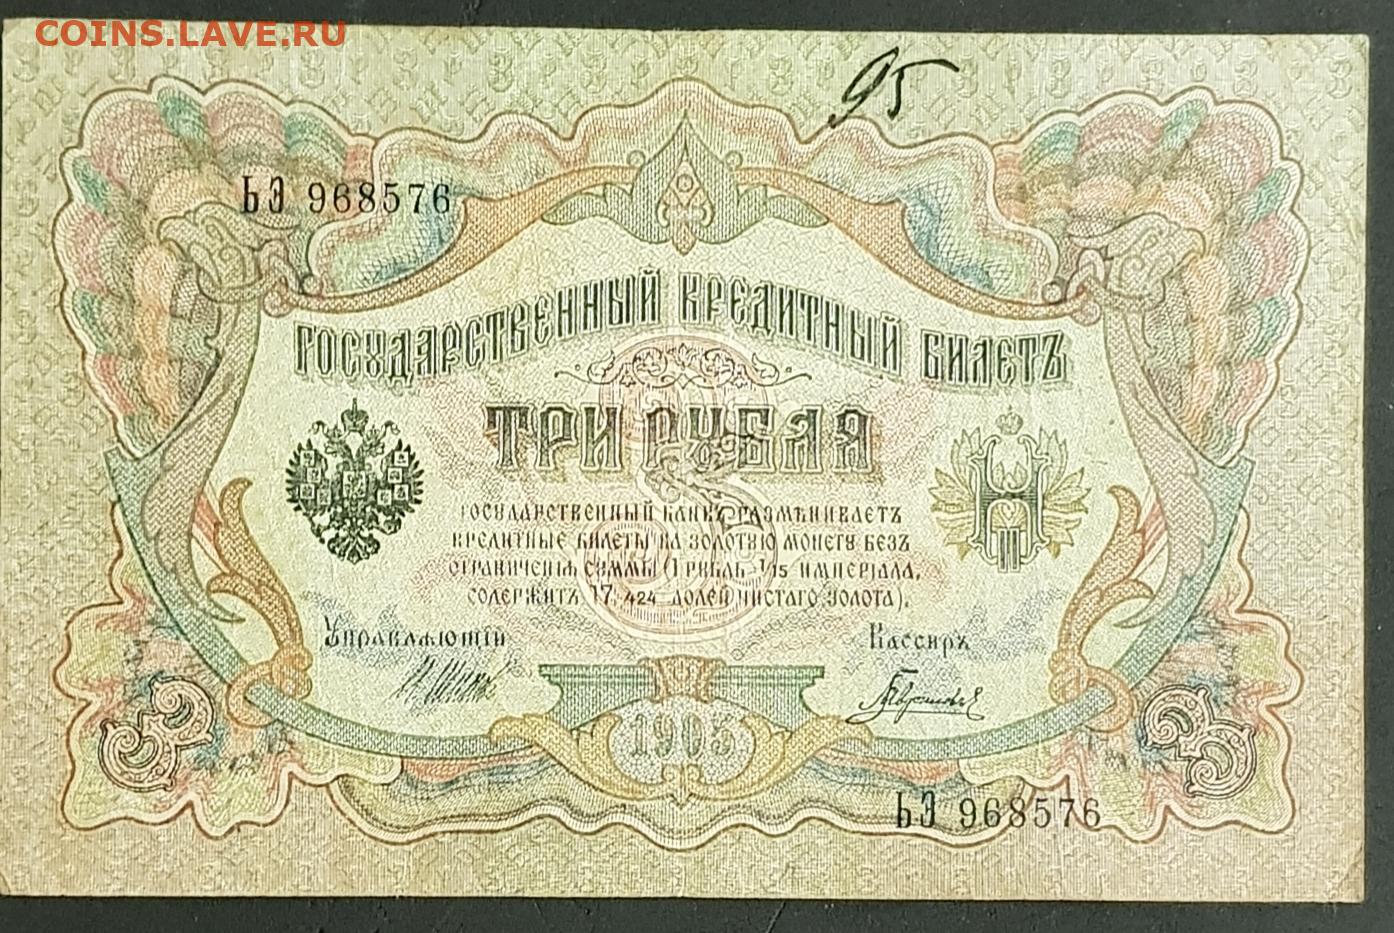 COINS.LAVE.RU
95
ЬЭ 968576
ГОСУДАРСТВЕННЫЙ КРЕДИТНЫЙ БИЛЕТЪ
ТРИ РУБЛЯ
ГОСУДАРСТВЕННЫЙ БАНКЪ РАЗМѢНИВАЕТЪ
КРЕДИТНЫЕ БИЛЕТЫ НА ЗОЛОТУЮ МОНЕТУ БЕЗЪ
ОГРАНИЧЕНІЯ СУММЫ (1 РУБЛЬ = 1/15 ИМПЕРІАЛА,
СОДЕРЖИТЪ 17,424 ДОЛЕЙ ЧИСТАГО ЗОЛОТА).
Управляющій Кассиръ
3 1905 3
ЬЭ 968576